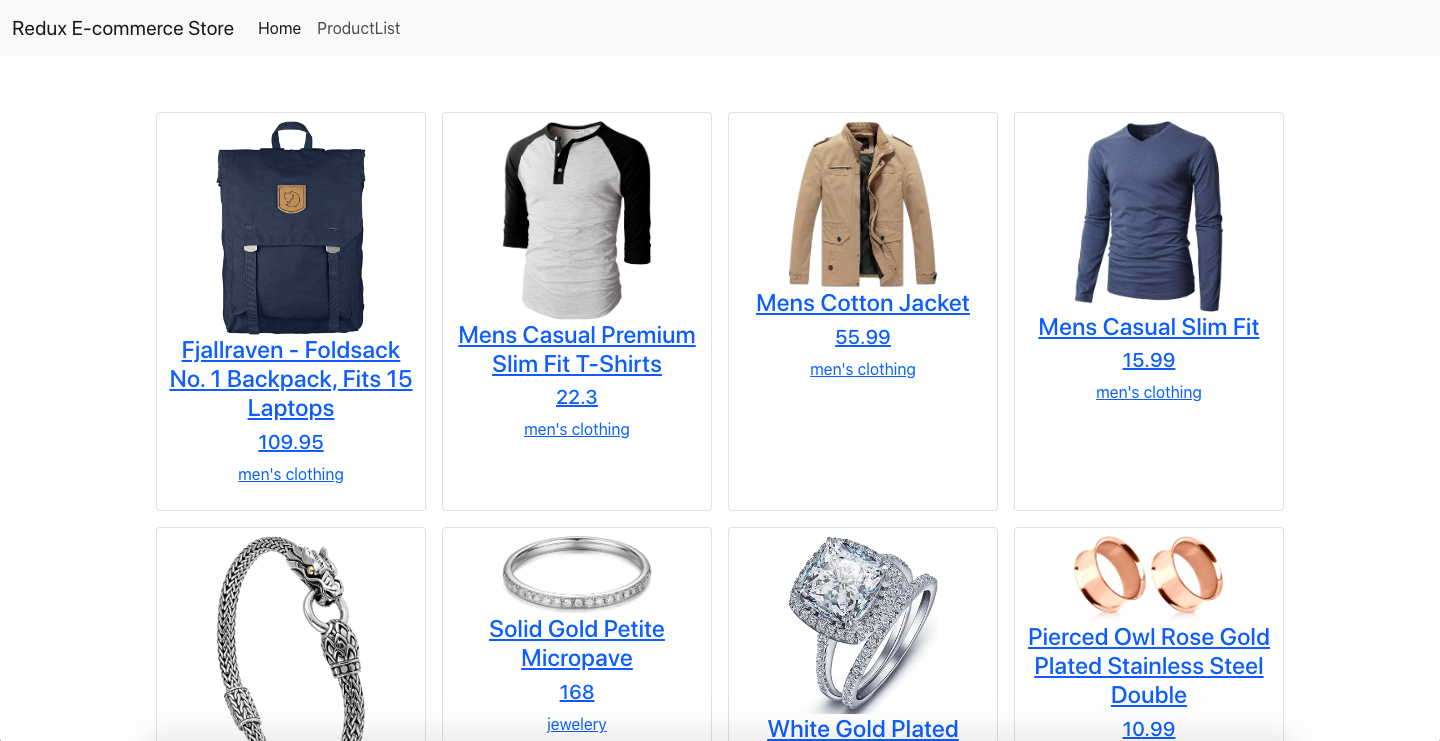 Redux E-commerce Store Home ProductList
Fjallraven - Foldsack
No. 1 Backpack, Fits 15
Laptops
109.95
men's clothing
Mens Casual Premium
Slim Fit T-Shirts
22.3
men's clothing
Mens Cotton Jacket
55.99
men's clothing
Mens Casual Slim Fit
15.99
men's clothing
Solid Gold Petite
Micropave
168
jewelery
White Gold Plated
Pierced Owl Rose Gold
Plated Stainless Steel
Double
10.99